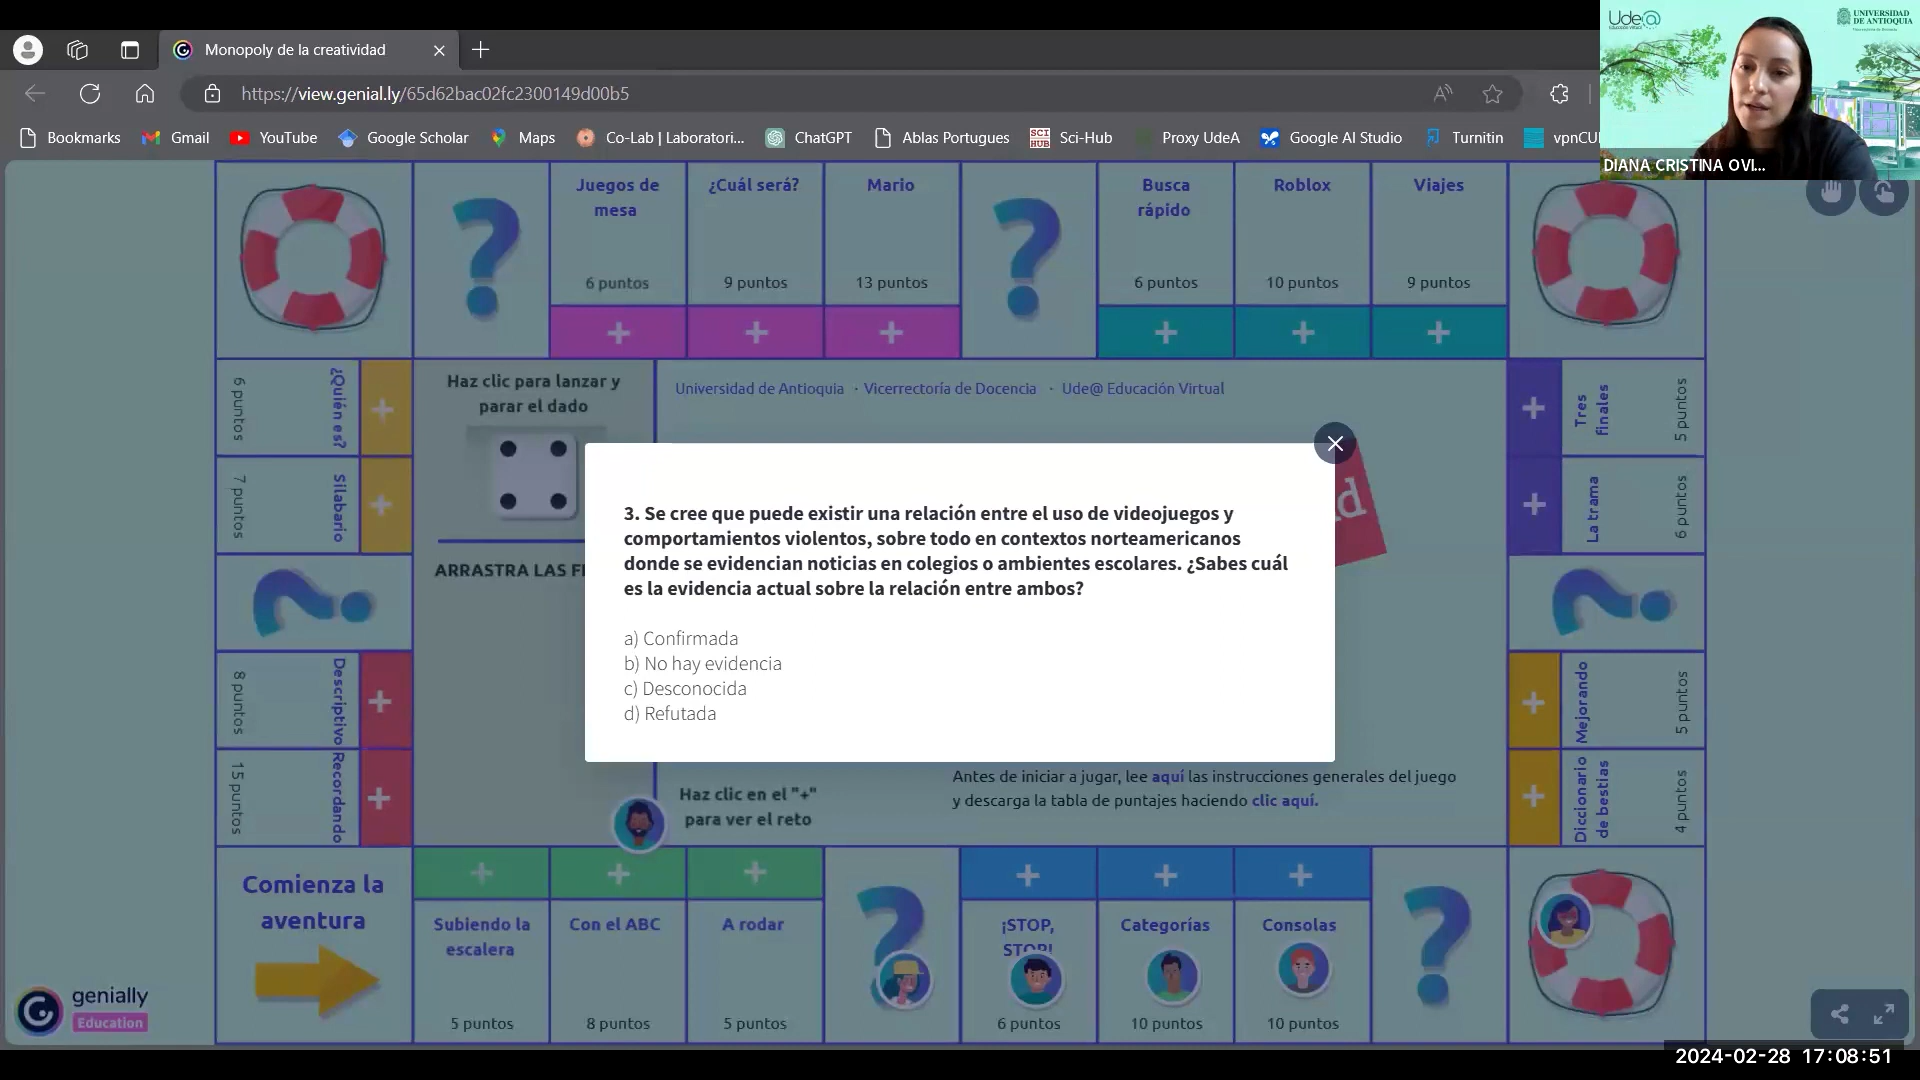 Monopoly de la creatividad
https://view.genial.ly/65d62bac02fc2300149d00b5
Bookmarks
Gmail
YouTube
Google Scholar
Maps
Co-Lab | Laboratori...
ChatGPT
Ablas Portugues
SCI HUB
Sci-Hub
Proxy UdeA
Google AI Studio
Turnitin
Ude@
UNIVERSIDAD
DE ANTIOQUIA
DIANA CRISTINA OVI...
Juegos de
mesa
6 puntos
¿Cuál será?
9 puntos
Mario
13 puntos
Busca
rápido
6 puntos
Roblox
10 puntos
Viajes
9 puntos
¿Quién es?
6 puntos
Silabario
7 puntos
Descriptivo
8 puntos
Recordando
15 puntos
Haz clic para lanzar y
parar el dado
Universidad de Antioquia · Vicerrectoría de Docencia · Ude@ Educación Virtual
Tres
finales
5 puntos
La trama
6 puntos
Mejorando
5 puntos
Diccionario
de bestias
4 puntos
ARRASTRA LAS
3. Se cree que puede existir una relación entre el uso de videojuegos y
comportamientos violentos, sobre todo en contextos norteamericanos
donde se evidencian noticias en colegios o ambientes escolares. ¿Sabes cuál
es la evidencia actual sobre la relación entre ambos?
a) Confirmada
b) No hay evidencia
c) Desconocida
d) Refutada
Haz clic en el "+"
para ver el reto
Antes de iniciar a jugar, lee aquí las instrucciones generales del juego
y descarga la tabla de puntajes haciendo clic aquí.
Comienza la
aventura
Subiendo la
escalera
5 puntos
Con el ABC
8 puntos
A rodar
5 puntos
¡STOP,
STOP!
6 puntos
Categorías
10 puntos
Consolas
10 puntos
genially
Education
2024-02-28 17:08:51